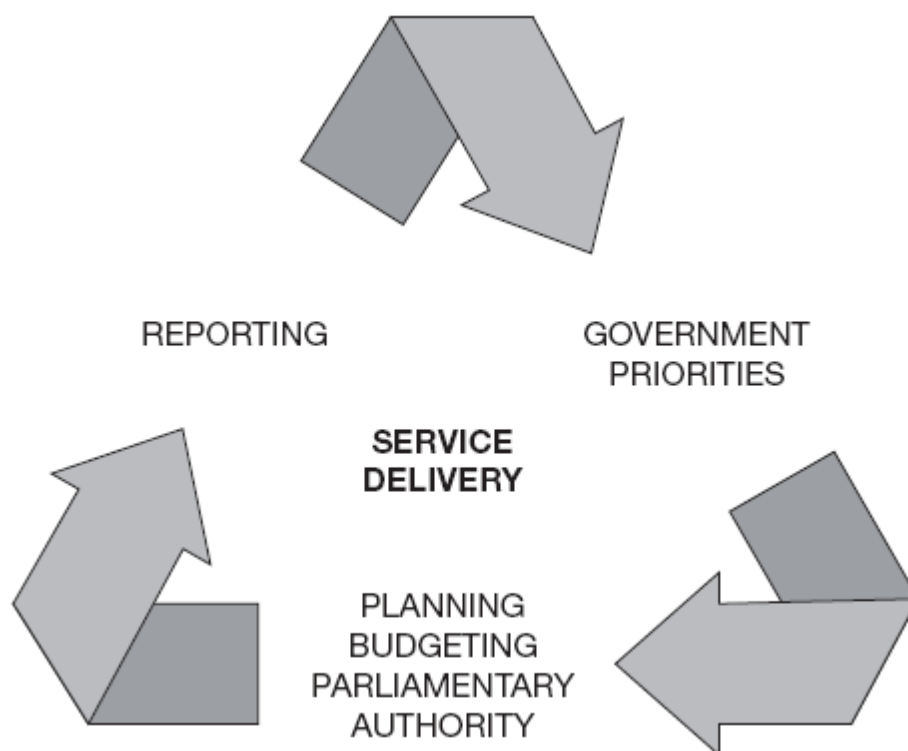 REPORTING
GOVERNMENT
PRIORITIES
SERVICE
DELIVERY
PLANNING
BUDGETING
PARLIAMENTARY
AUTHORITY